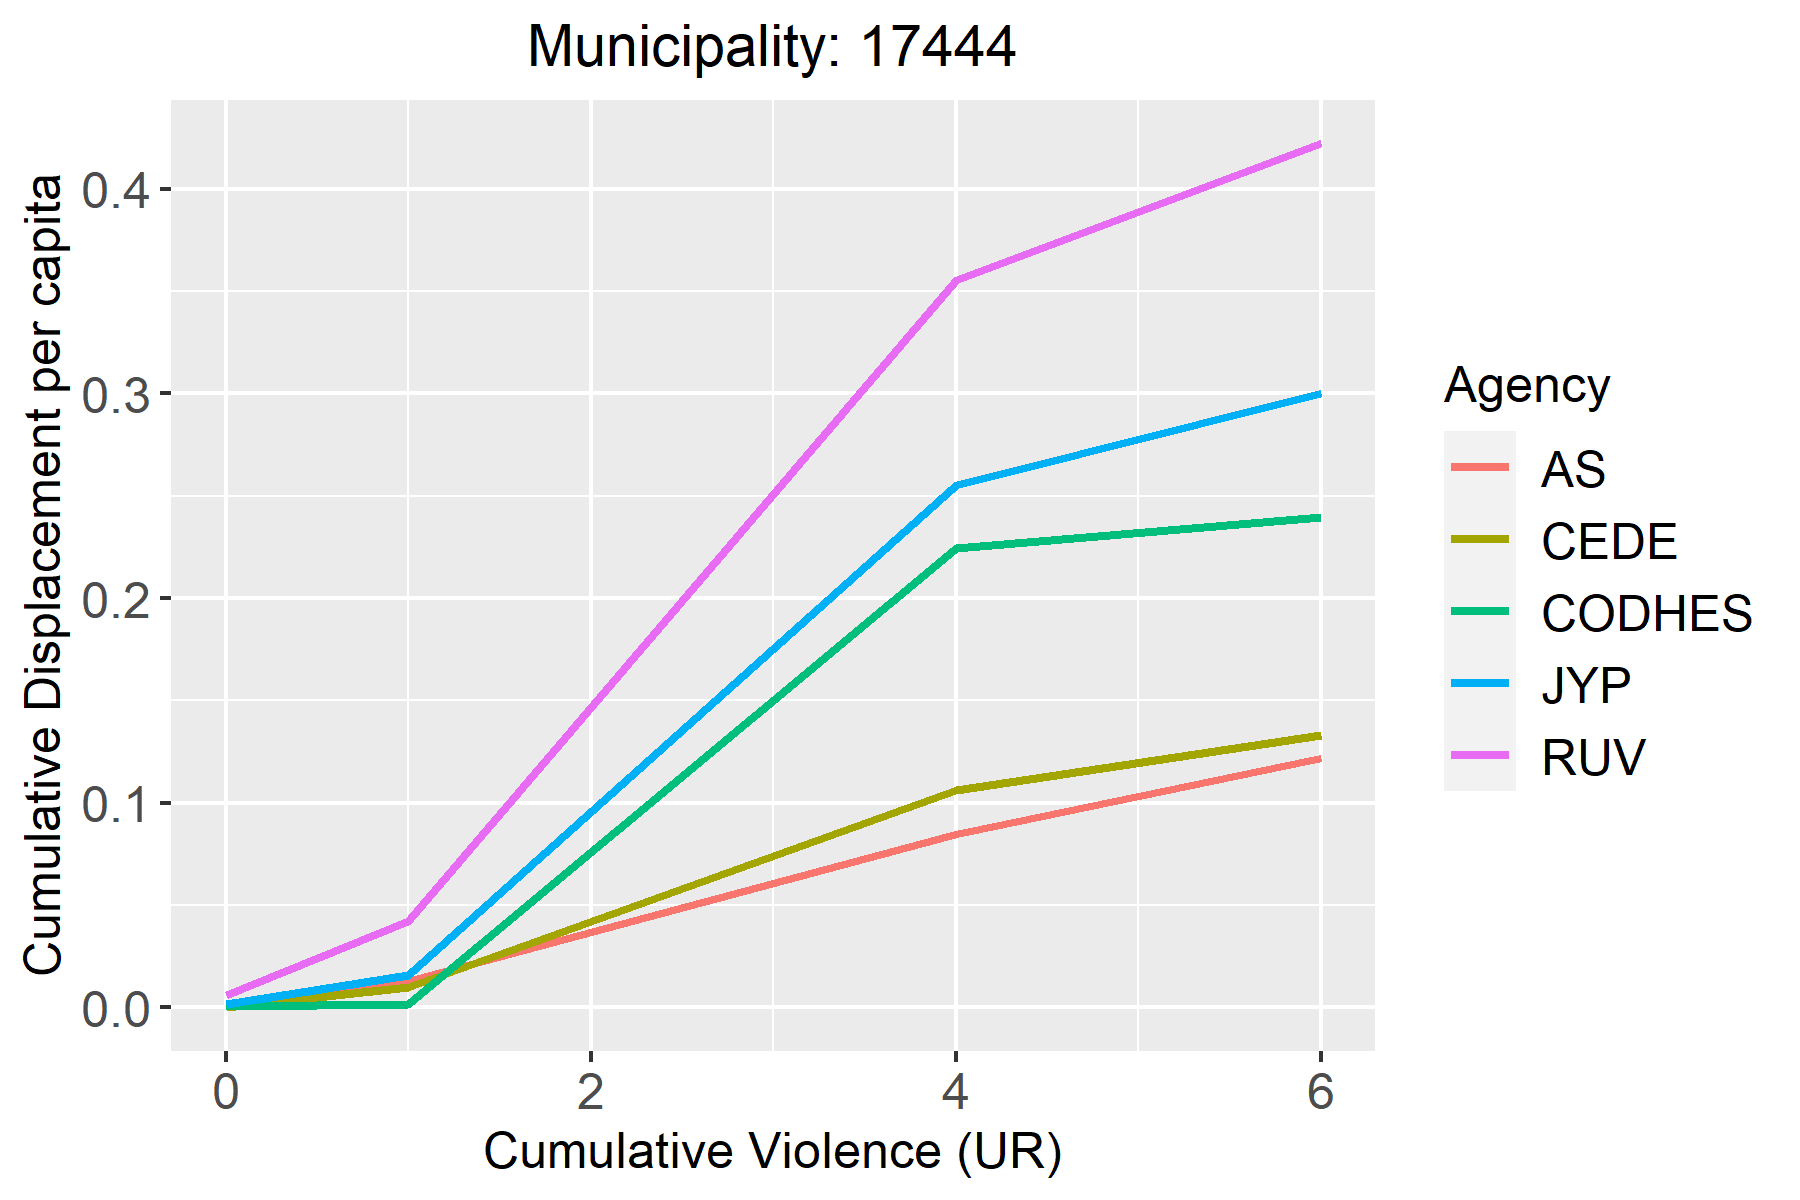 Municipality: 17444
Cumulative Displacement per capita
0.4
0.3
0.2
0.1
0.0
0
2
4
6
Cumulative Violence (UR)
Agency
AS
CEDE
CODHES
JYP
RUV